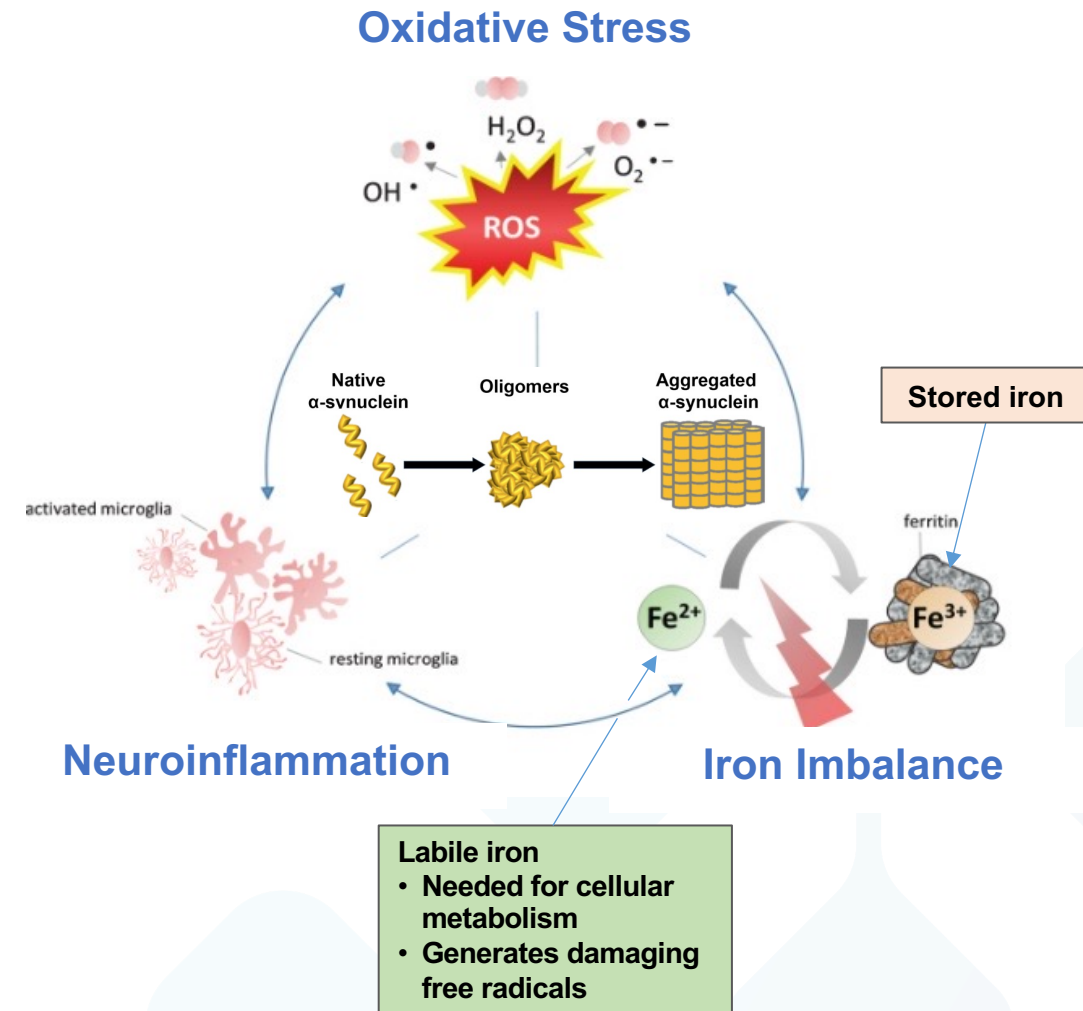 Oxidative Stress
H₂O₂
OH •
• –
O₂ •–
ROS
Native
α-svnuclein
Oligomers
Aggregated
α-synuclein
Stored iron
activated microglia
ferritin
Fe²⁺
Fe³⁺
resting microglia
Neuroinflammation
Iron Imbalance
Labile iron
• Needed for cellular
metabolism
• Generates damaging
free radicals